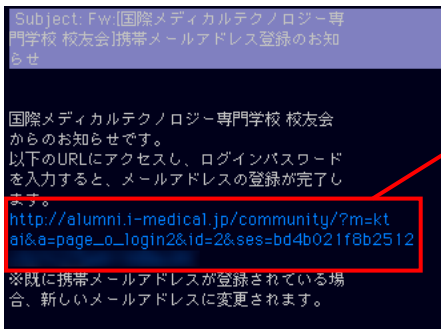 Subject: Fw:[国際メディカルテクノロジー専
門学校 校友会]携帯メールアドレス登録のお知
らせ
国際メディカルテクノロジー専門学校 校友会
からのお知らせです。
以下のURLにアクセスし、ログインパスワード
を入力すると、メールアドレスの登録が完了し
ます。
http://alumni.i-medical.jp/community/?m=kt
ai&a=page_o_login2&id=2&ses=bd4b021f8b2512
※既に携帯メールアドレスが登録されている場
合、新しいメールアドレスに変更されます。